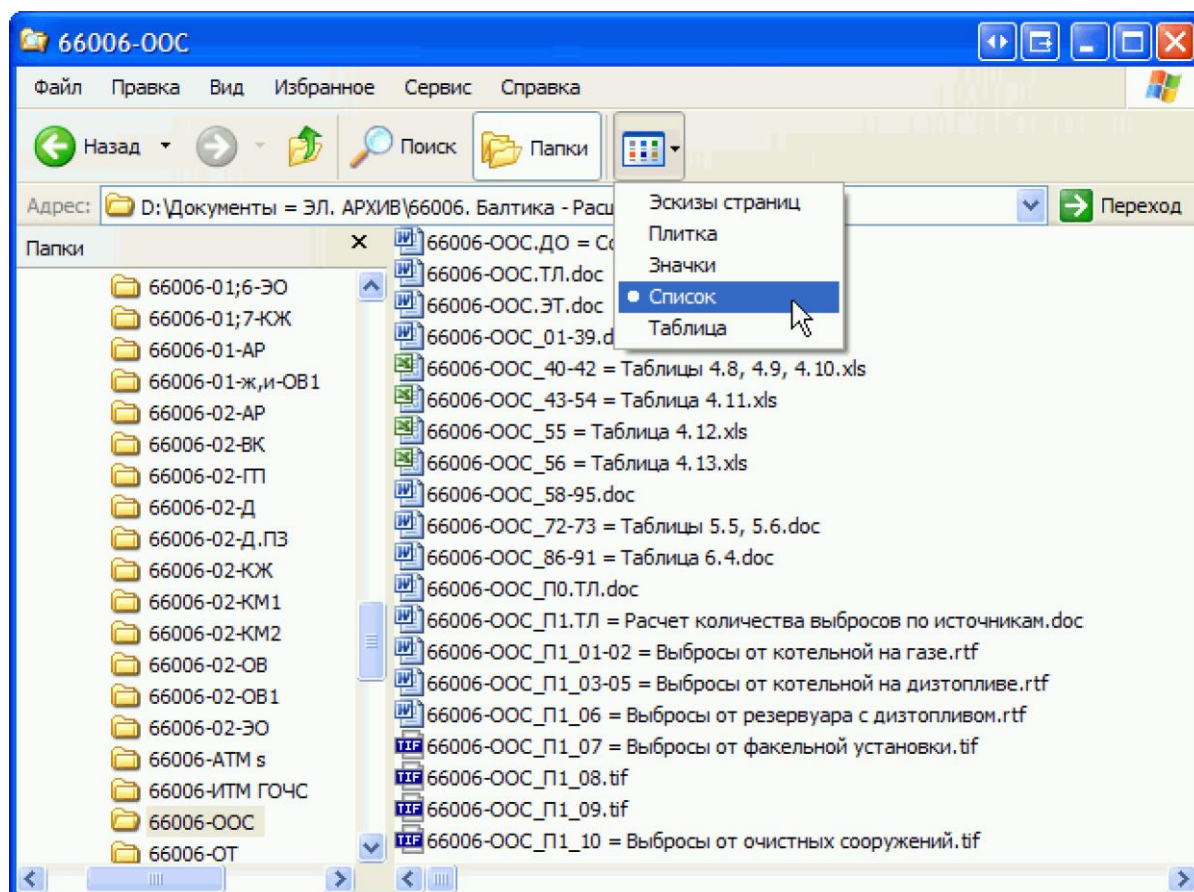 66006-ООС
Файл Правка Вид Избранное Сервис Справка
Назад Поиск Папки
Адрес: D:\Документы = ЭЛ. АРХИВ\66006. Балтика - Расш Переход
Эскизы страниц
Плитка
Значки
Список
Таблица
Папки
66006-01;6-ЭО
66006-01;7-КЖ
66006-01-АР
66006-01-ж,и-ОВ1
66006-02-АР
66006-02-ВК
66006-02-ГП
66006-02-Д
66006-02-Д.ПЗ
66006-02-КЖ
66006-02-КМ1
66006-02-КМ2
66006-02-ОВ
66006-02-ОВ1
66006-02-ЭО
66006-АТМ s
66006-ИТМ ГОЧС
66006-ООС
66006-ОТ
66006-ООС.ДО = Со
66006-ООС.ТЛ.doc
66006-ООС.ЭТ.doc
66006-ООС_01-39.d
66006-ООС_40-42 = Таблицы 4.8, 4.9, 4.10.xls
66006-ООС_43-54 = Таблица 4.11.xls
66006-ООС_55 = Таблица 4.12.xls
66006-ООС_56 = Таблица 4.13.xls
66006-ООС_58-95.doc
66006-ООС_72-73 = Таблицы 5.5, 5.6.doc
66006-ООС_86-91 = Таблица 6.4.doc
66006-ООС_П0.ТЛ.doc
66006-ООС_П1.ТЛ = Расчет количества выбросов по источникам.doc
66006-ООС_П1_01-02 = Выбросы от котельной на газе.rtf
66006-ООС_П1_03-05 = Выбросы от котельной на дизтопливе.rtf
66006-ООС_П1_06 = Выбросы от резервуара с дизтопливом.rtf
TIF 66006-ООС_П1_07 = Выбросы от факельной установки.tif
TIF 66006-ООС_П1_08.tif
TIF 66006-ООС_П1_09.tif
TIF 66006-ООС_П1_10 = Выбросы от очистных сооружений.tif